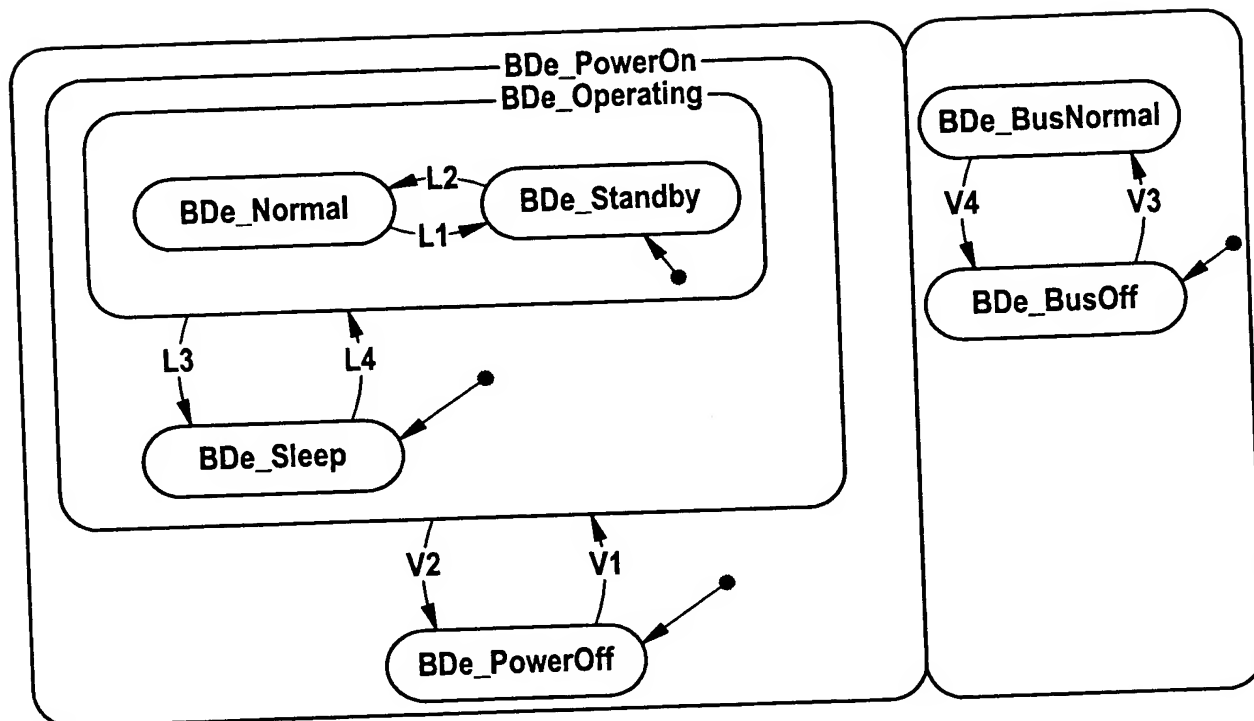 BDe_PowerOn
BDe_Operating
BDe_BusNormal
L2
BDe_Normal
BDe_Standby
L1
V4
V3
BDe_BusOff
L3
L4
BDe_Sleep
V2
V1
BDe_PowerOff